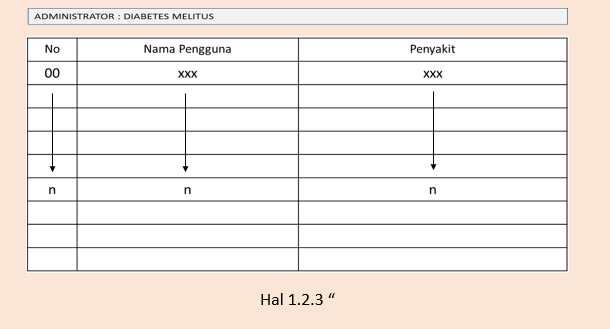 ADMINISTRATOR : DIABETES MELITUS
No Nama Pengguna Penyakit
00 xxx xxx
n n n
Hal 1.2.3 “